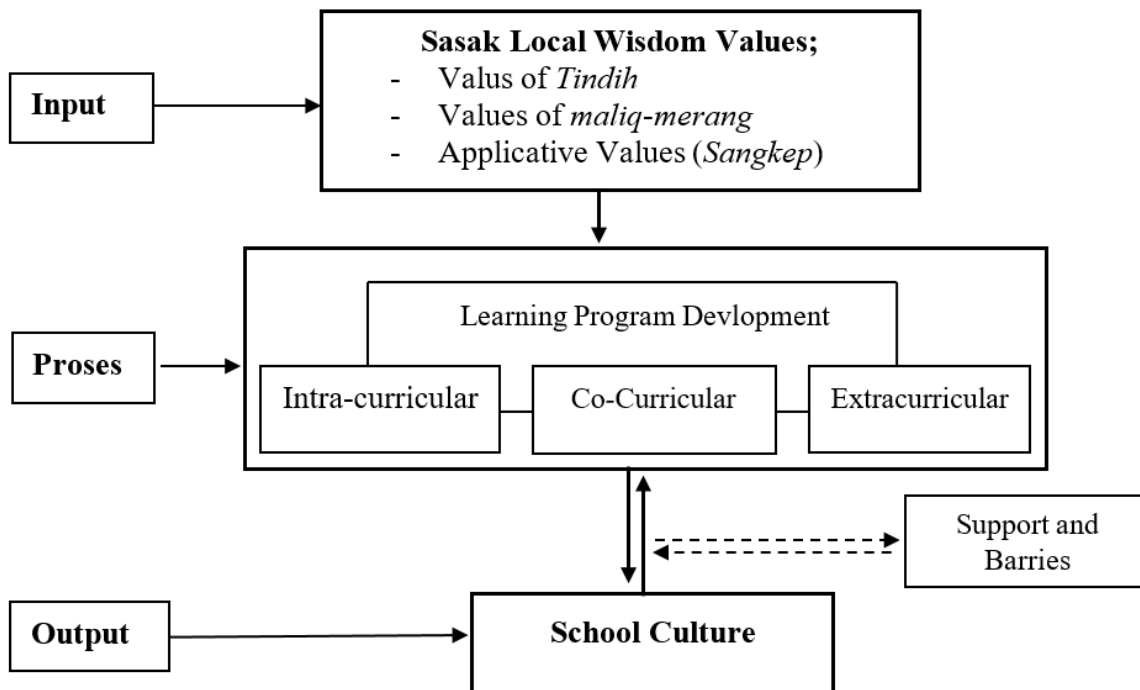 Sasak Local Wisdom Values;
- Valus of Tindih
- Values of maliq-merang
- Applicative Values (Sangkep)
Input
Learning Program Devlopment
Proses
Intra-curricular
Co-Curricular
Extracurricular
Support and
Barries
Output
School Culture